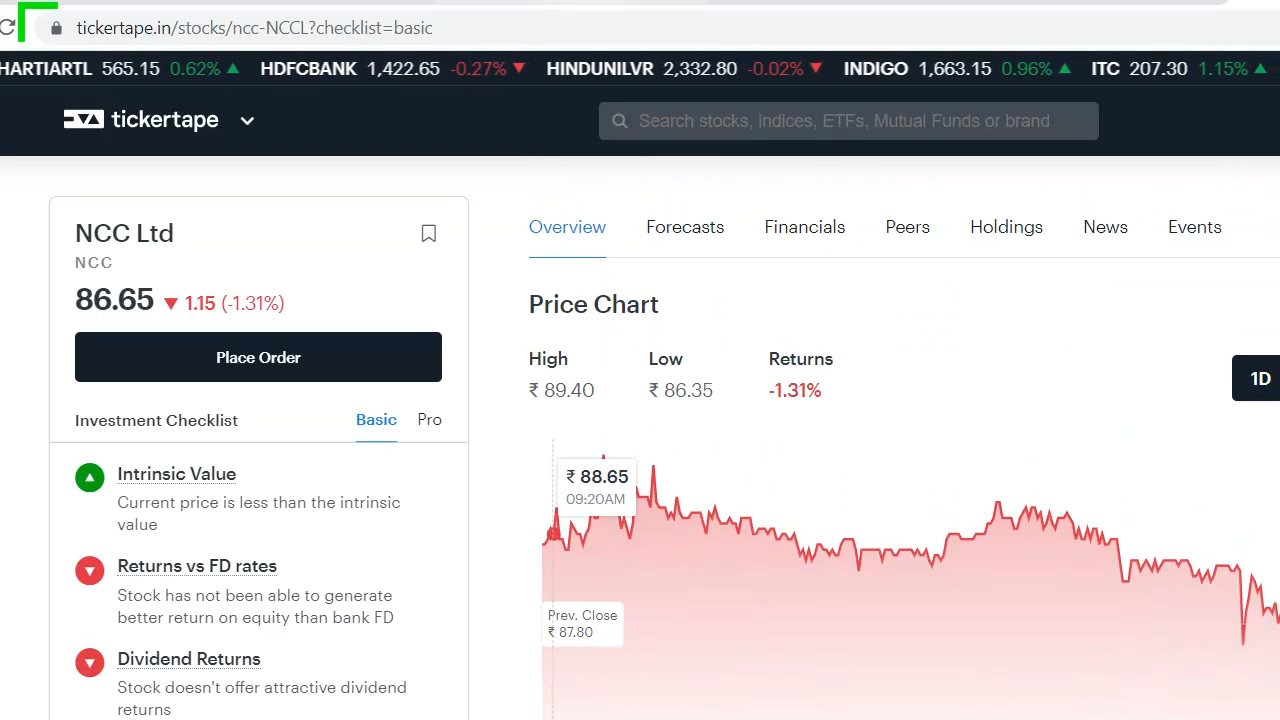 tickertape.in/stocks/ncc-NCCL?checklist=basic
HARTIARTL 565.15 0.62% ▲ HDFCBANK 1,422.65 -0.27% ▼ HINDUNILVR 2,332.80 -0.02% ▼ INDIGO 1,663.15 0.96% ▲ ITC 207.30 1.15% ▲
tickertape
Search stocks, indices, ETFs, Mutual Funds or brand
NCC Ltd
NCC
86.65 ▼ 1.15 (-1.31%)
Place Order
Investment Checklist Basic Pro
Intrinsic Value
Current price is less than the intrinsic
value
Returns vs FD rates
Stock has not been able to generate
better return on equity than bank FD
Dividend Returns
Stock doesn't offer attractive dividend
returns
Overview Forecasts Financials Peers Holdings News Events
Price Chart
High Low Returns
₹ 89.40 ₹ 86.35 -1.31%
1D
₹ 88.65
09:20AM
Prev. Close
₹ 87.80